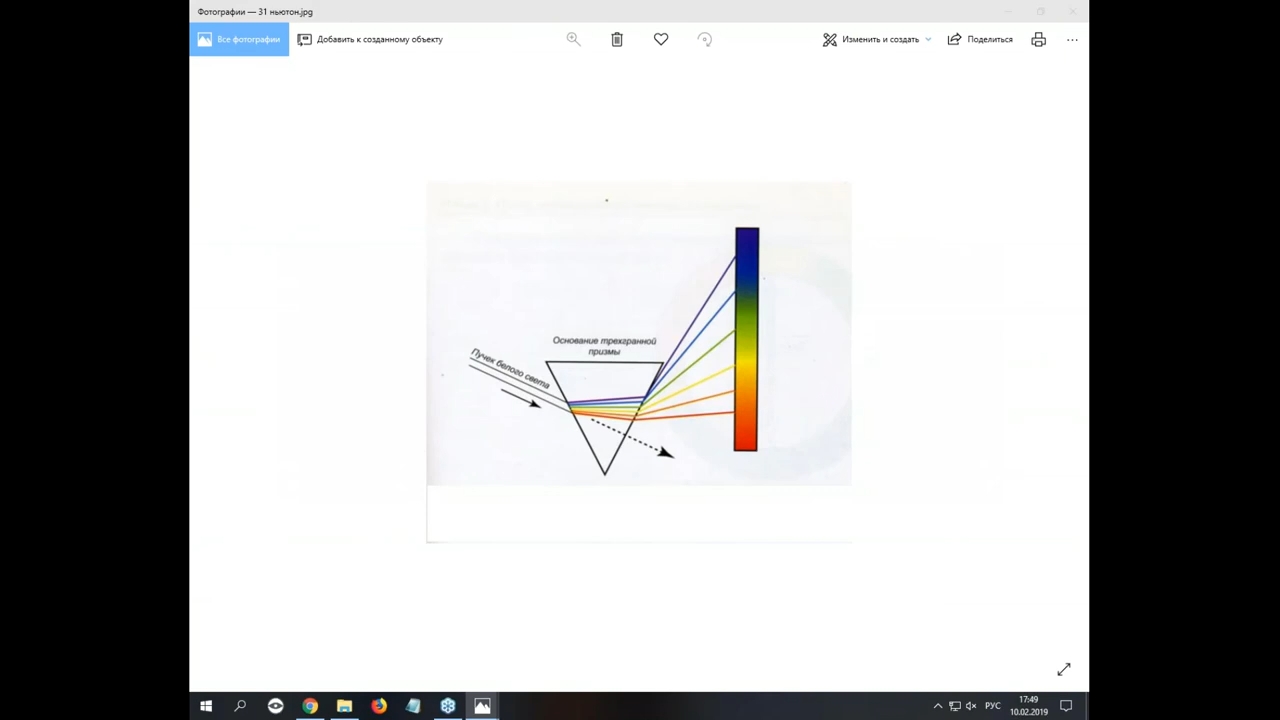 Фотографии — 31 ньютон.jpg
Все фотографии
Добавить к созданному объекту
Изменить и создать
Поделиться
Основание трехгранной
призмы
Пучек белого света
17:49
РУС
10.02.2019